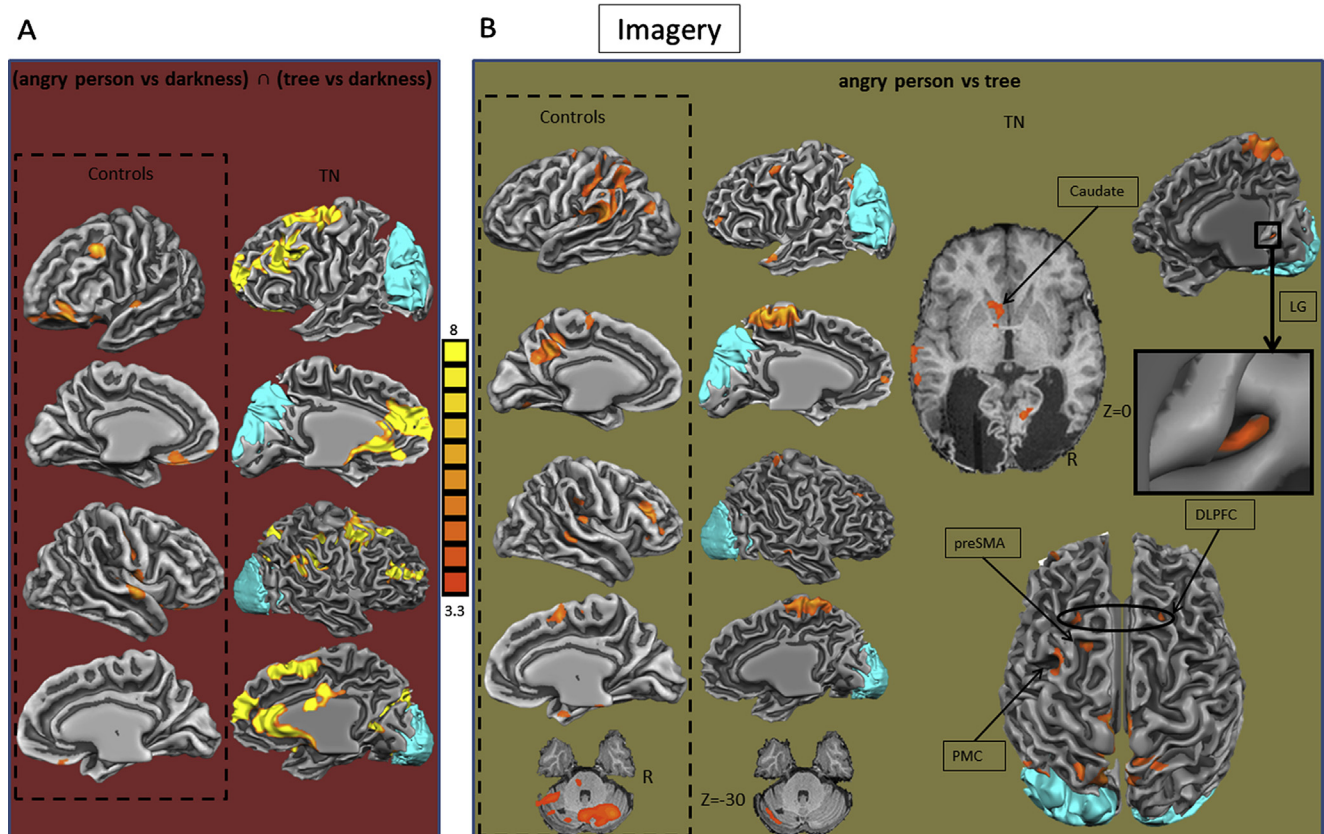 A
B
Imagery
(angry person vs darkness) ∩ (tree vs darkness)
angry person vs tree
Controls
TN
Controls
TN
Caudate
LG
8
3.3
Z=0
R
DLPFC
preSMA
PMC
R
Z=-30